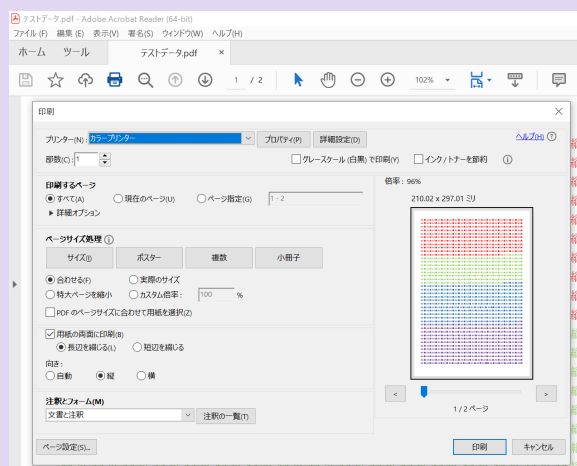 テストデータ.pdf - Adobe Acrobat Reader (64-bit)
ファイル(F) 編集(E) 表示(V) 署名(S) ウィンドウ(W) ヘルプ(H)
ホーム ツール テストデータ.pdf ×
1 / 2 102%
印刷 ×
プリンター(N): カラープリンター プロパティ(P) 詳細設定(D) ヘルプ(H) ?
部数(C): 1 グレースケール (白黒) で印刷(Y) インク / トナーを節約
印刷するページ
すべて(A) 現在のページ(U) ページ指定(G) 1 - 2
詳細オプション
ページサイズ処理
サイズ(I) ポスター 複数 小冊子
合わせる(F) 実際のサイズ
特大ページを縮小 カスタム倍率: 100 %
PDF のページサイズに合わせて用紙を選択(Z)
用紙の両面に印刷(B)
長辺を綴じる(L) 短辺を綴じる
向き:
自動 縦 横
注釈とフォーム(M)
文書と注釈 注釈の一覧(T)
倍率: 96%
210.02 x 297.01 ミリ
< >
1 / 2 ページ
ページ設定(S)... 印刷 キャンセル